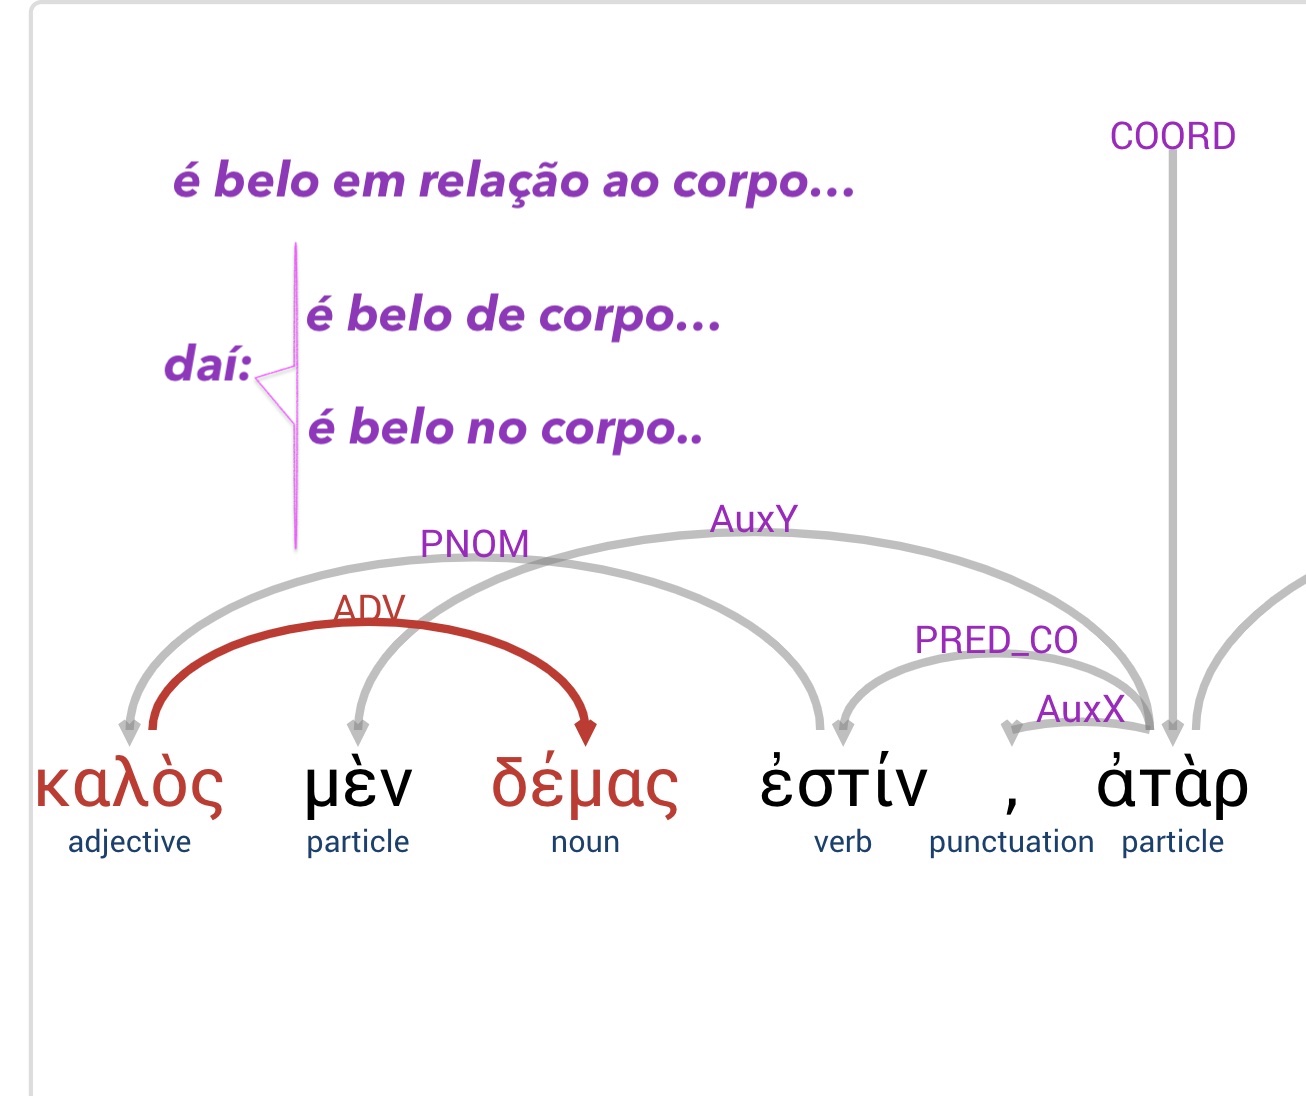 COORD
é belo em relação ao corpo...
é belo de corpo...
daí:
é belo no corpo..
AuxY
PNOM
ADV
PRED_CO
AuxX
καλὸς μὲν δέμας ἐστίν , ἀτὰρ
adjective particle noun verb punctuation particle